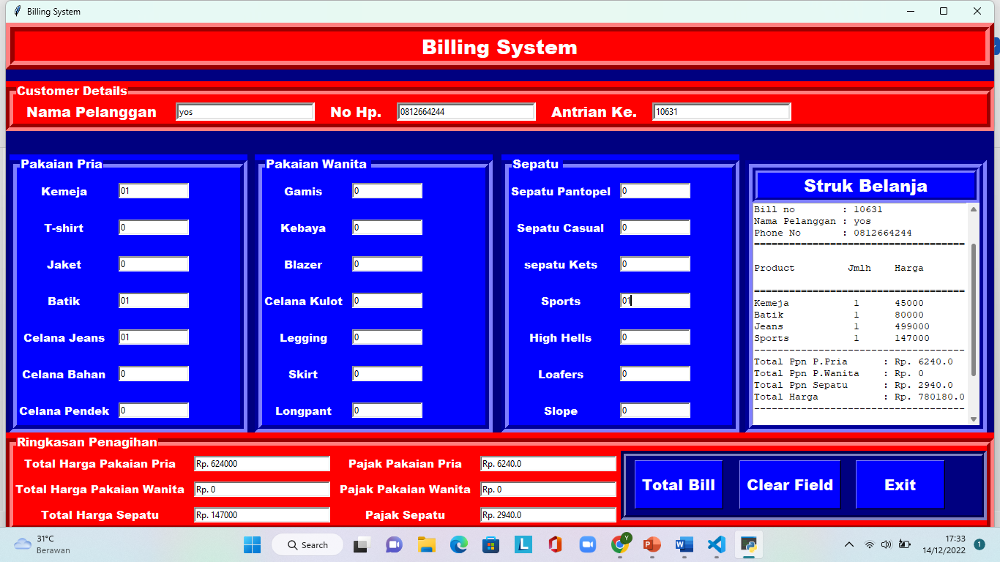 Billing System
Billing System
Customer Details
Nama Pelanggan yos No Hp. 0812664244 Antrian Ke. 10631
Pakaian Pria
Kemeja 01
T-shirt 0
Jaket 0
Batik 01
Celana Jeans 01
Celana Bahan 0
Celana Pendek 0
Pakaian Wanita
Gamis 0
Kebaya 0
Blazer 0
Celana Kulot 0
Legging 0
Skirt 0
Longpant 0
Sepatu
Sepatu Pantopel 0
Sepatu Casual 0
sepatu Kets 0
Sports 01
High Hells 0
Loafers 0
Slope 0
Struk Belanja
Bill no : 10631
Nama Pelanggan : yos
Phone No : 0812664244
====================================
Product Jmlh Harga
====================================
Kemeja 1 45000
Batik 1 80000
Jeans 1 499000
Sports 1 147000
------------------------------------
Total Ppn P.Pria : Rp. 6240.0
Total Ppn P.Wanita : Rp. 0
Total Ppn Sepatu : Rp. 2940.0
Total Harga : Rp. 780180.0
------------------------------------
Ringkasan Penagihan
Total Harga Pakaian Pria Rp. 624000 Pajak Pakaian Pria Rp. 6240.0
Total Harga Pakaian Wanita Rp. 0 Pajak Pakaian Wanita Rp. 0
Total Harga Sepatu Rp. 147000 Pajak Sepatu Rp. 2940.0
Total Bill Clear Field Exit
31°C
Berawan
Search
L
Y
P
W
17:33
14/12/2022
1